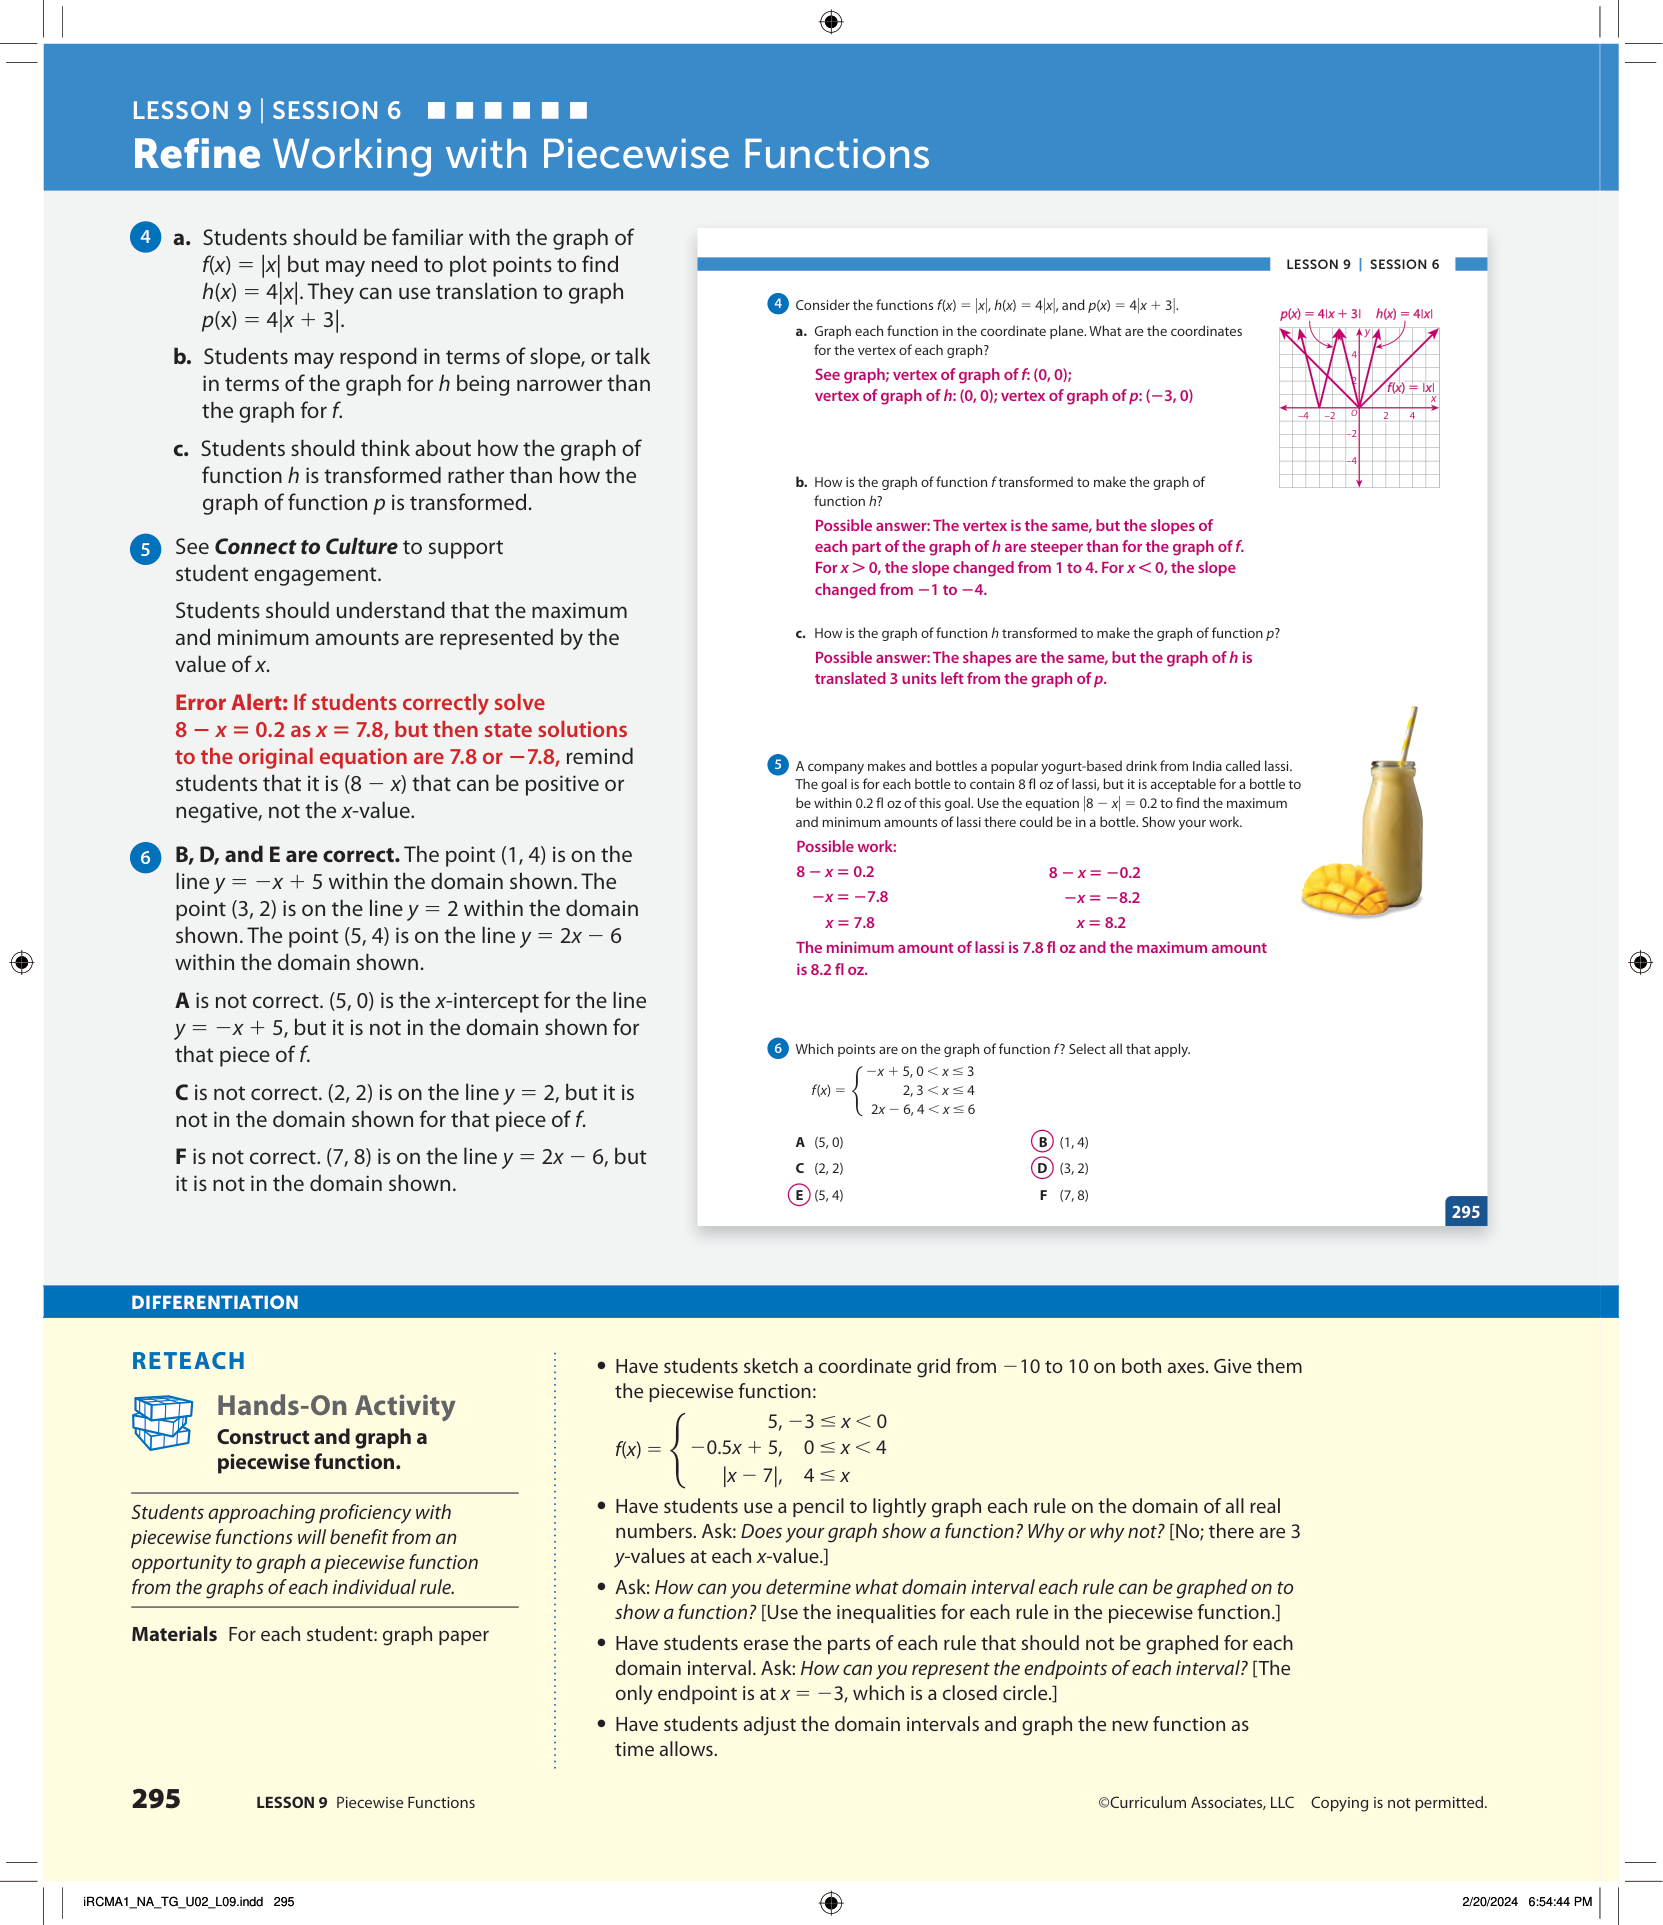 LESSON 9 | SESSION 6
Refine Working with Piecewise Functions
4 a. Students should be familiar with the graph of
f(x) = |x| but may need to plot points to find
h(x) = 4|x|. They can use translation to graph
p(x) = 4|x + 3|.
b. Students may respond in terms of slope, or talk
in terms of the graph for h being narrower than
the graph for f.
c. Students should think about how the graph of
function h is transformed rather than how the
graph of function p is transformed.
5 See Connect to Culture to support
student engagement.
Students should understand that the maximum
and minimum amounts are represented by the
value of x.
Error Alert: If students correctly solve
8 − x = 0.2 as x = 7.8, but then state solutions
to the original equation are 7.8 or −7.8, remind
students that it is (8 − x) that can be positive or
negative, not the x-value.
6 B, D, and E are correct. The point (1, 4) is on the
line y = −x + 5 within the domain shown. The
point (3, 2) is on the line y = 2 within the domain
shown. The point (5, 4) is on the line y = 2x − 6
within the domain shown.
A is not correct. (5, 0) is the x-intercept for the line
y = −x + 5, but it is not in the domain shown for
that piece of f.
C is not correct. (2, 2) is on the line y = 2, but it is
not in the domain shown for that piece of f.
F is not correct. (7, 8) is on the line y = 2x − 6, but
it is not in the domain shown.
LESSON 9 | SESSION 6
4 Consider the functions f(x) = |x|, h(x) = 4|x|, and p(x) = 4|x + 3|.
a. Graph each function in the coordinate plane. What are the coordinates
for the vertex of each graph?
See graph; vertex of graph of f: (0, 0);
vertex of graph of h: (0, 0); vertex of graph of p: (−3, 0)
p(x) = 4|x + 3| h(x) = 4|x|
y
4
2
f(x) = |x|
x
−4 −2 O 2 4
−2
−4
b. How is the graph of function f transformed to make the graph of
function h?
Possible answer: The vertex is the same, but the slopes of
each part of the graph of h are steeper than for the graph of f.
For x > 0, the slope changed from 1 to 4. For x < 0, the slope
changed from −1 to −4.
c. How is the graph of function h transformed to make the graph of function p?
Possible answer: The shapes are the same, but the graph of h is
translated 3 units left from the graph of p.
5 A company makes and bottles a popular yogurt-based drink from India called lassi.
The goal is for each bottle to contain 8 fl oz of lassi, but it is acceptable for a bottle to
be within 0.2 fl oz of this goal. Use the equation |8 − x| = 0.2 to find the maximum
and minimum amounts of lassi there could be in a bottle. Show your work.
Possible work:
8 − x = 0.2 8 − x = −0.2
−x = −7.8 −x = −8.2
x = 7.8 x = 8.2
The minimum amount of lassi is 7.8 fl oz and the maximum amount
is 8.2 fl oz.
6 Which points are on the graph of function f? Select all that apply.
−x + 5, 0 < x ≤ 3
f(x) = { 2, 3 < x ≤ 4
2x − 6, 4 < x ≤ 6
A (5, 0) B (1, 4)
C (2, 2) D (3, 2)
E (5, 4) F (7, 8)
295
DIFFERENTIATION
RETEACH
Hands-On Activity
Construct and graph a
piecewise function.
Students approaching proficiency with
piecewise functions will benefit from an
opportunity to graph a piecewise function
from the graphs of each individual rule.
Materials For each student: graph paper
• Have students sketch a coordinate grid from −10 to 10 on both axes. Give them
the piecewise function:
5, −3 ≤ x < 0
f(x) = { −0.5x + 5, 0 ≤ x < 4
|x − 7|, 4 ≤ x
• Have students use a pencil to lightly graph each rule on the domain of all real
numbers. Ask: Does your graph show a function? Why or why not? [No; there are 3
y-values at each x-value.]
• Ask: How can you determine what domain interval each rule can be graphed on to
show a function? [Use the inequalities for each rule in the piecewise function.]
• Have students erase the parts of each rule that should not be graphed for each
domain interval. Ask: How can you represent the endpoints of each interval? [The
only endpoint is at x = −3, which is a closed circle.]
• Have students adjust the domain intervals and graph the new function as
time allows.
295 LESSON 9 Piecewise Functions
©Curriculum Associates, LLC Copying is not permitted.
iRCMA1_NA_TG_U02_L09.indd 295
2/20/2024 6:54:44 PM